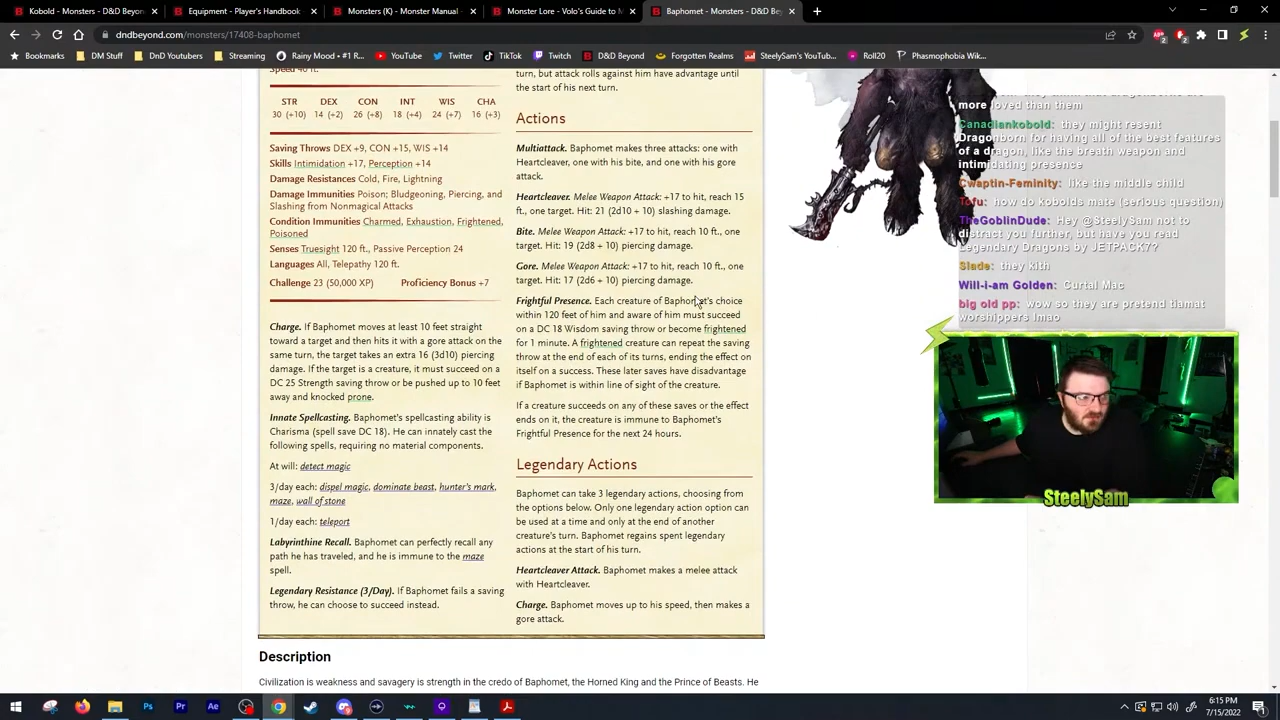 Kobold - Monsters - D&D Beyon
Equipment - Player's Handbook
Monsters (K) - Monster Manual
Monster Lore - Volo's Guide to M
Baphomet - Monsters - D&D Bey
dndbeyond.com/monsters/17408-baphomet
Bookmarks
DM Stuff
DnD Youtubers
Streaming
Rainy Mood • #1 R...
YouTube
Twitter
TikTok
Twitch
D&D Beyond
Forgotten Realms
SteelySam's YouTub...
Roll20
Phasmophobia Wik...
Speed 40 ft.
STR DEX CON INT WIS CHA
30 (+10) 14 (+2) 26 (+8) 18 (+4) 24 (+7) 16 (+3)
Saving Throws DEX +9, CON +15, WIS +14
Skills Intimidation +17, Perception +14
Damage Resistances Cold, Fire, Lightning
Damage Immunities Poison; Bludgeoning, Piercing, and
Slashing from Nonmagical Attacks
Condition Immunities Charmed, Exhaustion, Frightened,
Poisoned
Senses Truesight 120 ft., Passive Perception 24
Languages All, Telepathy 120 ft.
Challenge 23 (50,000 XP) Proficiency Bonus +7
Charge. If Baphomet moves at least 10 feet straight
toward a target and then hits it with a gore attack on the
same turn, the target takes an extra 16 (3d10) piercing
damage. If the target is a creature, it must succeed on a
DC 25 Strength saving throw or be pushed up to 10 feet
away and knocked prone.
Innate Spellcasting. Baphomet's spellcasting ability is
Charisma (spell save DC 18). He can innately cast the
following spells, requiring no material components.
At will: detect magic
3/day each: dispel magic, dominate beast, hunter's mark,
maze, wall of stone
1/day each: teleport
Labyrinthine Recall. Baphomet can perfectly recall any
path he has traveled, and he is immune to the maze
spell.
Legendary Resistance (3/Day). If Baphomet fails a saving
throw, he can choose to succeed instead.
turn, but attack rolls against him have advantage until
the start of his next turn.
Actions
Multiattack. Baphomet makes three attacks: one with
Heartcleaver, one with his bite, and one with his gore
attack.
Heartcleaver. Melee Weapon Attack: +17 to hit, reach 15
ft., one target. Hit: 21 (2d10 + 10) slashing damage.
Bite. Melee Weapon Attack: +17 to hit, reach 10 ft., one
target. Hit: 19 (2d8 + 10) piercing damage.
Gore. Melee Weapon Attack: +17 to hit, reach 10 ft., one
target. Hit: 17 (2d6 + 10) piercing damage.
Frightful Presence. Each creature of Baphomet's choice
within 120 feet of him and aware of him must succeed
on a DC 18 Wisdom saving throw or become frightened
for 1 minute. A frightened creature can repeat the saving
throw at the end of each of its turns, ending the effect on
itself on a success. These later saves have disadvantage
if Baphomet is within line of sight of the creature.
If a creature succeeds on any of these saves or the effect
ends on it, the creature is immune to Baphomet's
Frightful Presence for the next 24 hours.
Legendary Actions
Baphomet can take 3 legendary actions, choosing from
the options below. Only one legendary action option can
be used at a time and only at the end of another
creature's turn. Baphomet regains spent legendary
actions at the start of his turn.
Heartcleaver Attack. Baphomet makes a melee attack
with Heartcleaver.
Charge. Baphomet moves up to his speed, then makes a
gore attack.
Description
Civilization is weakness and savagery is strength in the credo of Baphomet, the Horned King and the Prince of Beasts. He
more loved than them
Canadiankobold: they might resent
Dragonborn for having all of the best features
of a dragon, like the breath weapon and
intimidating presence
Cwaptin-Feminity: like the middle child
Tofu: how do kobolds mate (serious question)
TheGoblinDude: Hey @SteelySam not to
distract you further, but have you read
Legendary Dragons by JETPACK7?
Slade: they kith
Will-i-am Golden: Curtal Mac
big old pp: wow so they are pretend tiamat
worshippers lmao
SteelySam
6:15 PM
7/15/2022